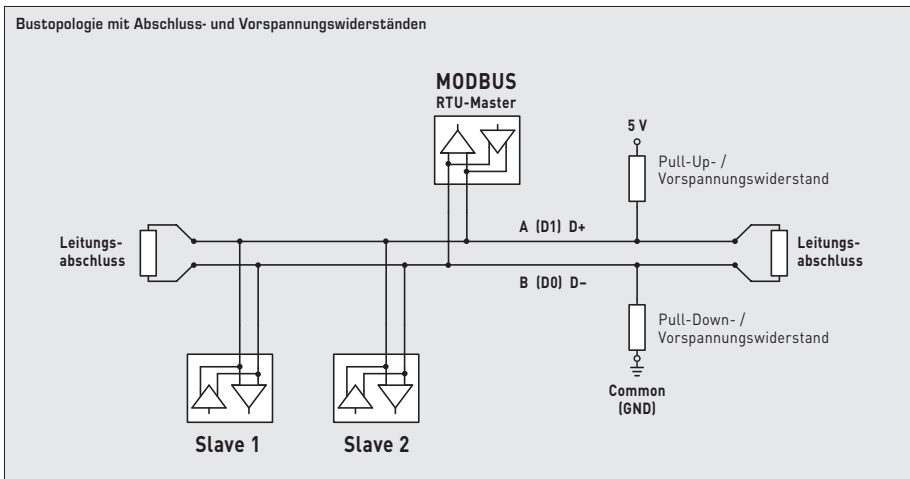 Bustopologie mit Abschluss- und Vorspannungswiderständen
MODBUS
RTU-Master
5 V
Pull-Up- /
Vorspannungswiderstand
A (D1) D+
Leitungs-
abschluss
Leitungs-
abschluss
B (D0) D–
Pull-Down- /
Vorspannungswiderstand
Common
(GND)
Slave 1
Slave 2